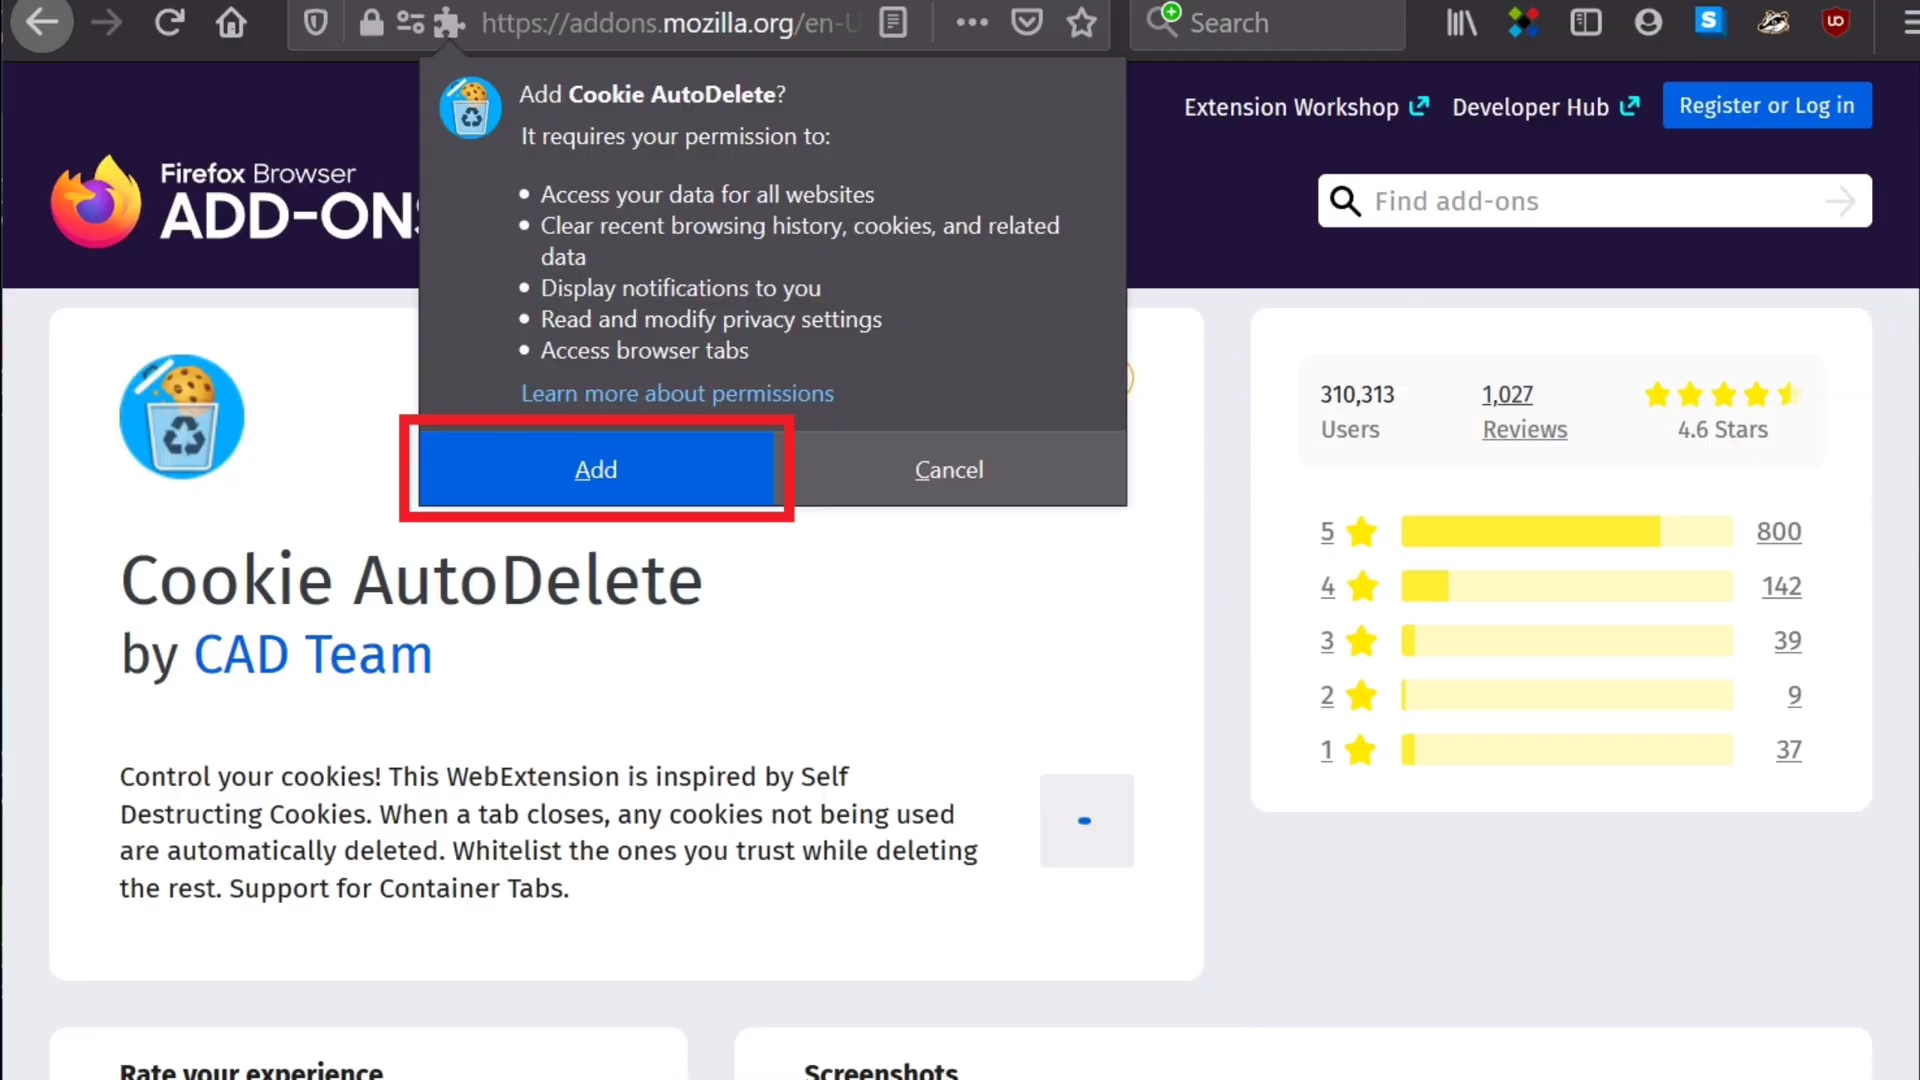 https://addons.mozilla.org/en-U
Search
S
UO
Add Cookie AutoDelete?
It requires your permission to:
Access your data for all websites
Clear recent browsing history, cookies, and related
data
Display notifications to you
Read and modify privacy settings
Access browser tabs
Learn more about permissions
Add
Cancel
Extension Workshop
Developer Hub
Register or Log in
Firefox Browser
ADD-ONS
Find add-ons
Cookie AutoDelete
by CAD Team
Control your cookies! This WebExtension is inspired by Self
Destructing Cookies. When a tab closes, any cookies not being used
are automatically deleted. Whitelist the ones you trust while deleting
the rest. Support for Container Tabs.
310,313
Users
1,027
Reviews
4.6 Stars
5 800
4 142
3 39
2 9
1 37
Rate your experience
Screenshots